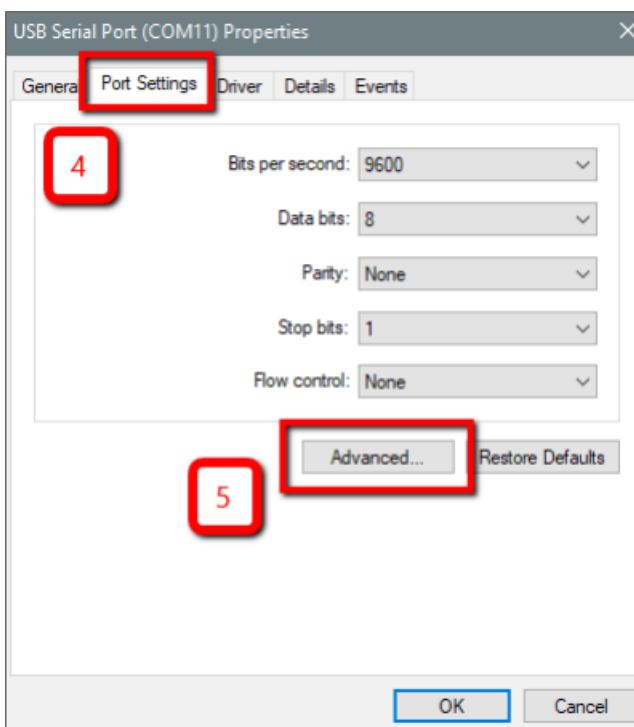 USB Serial Port (COM11) Properties
General Port Settings Driver Details Events
4
Bits per second: 9600
Data bits: 8
Parity: None
Stop bits: 1
Flow control: None
Advanced... Restore Defaults
5
OK Cancel